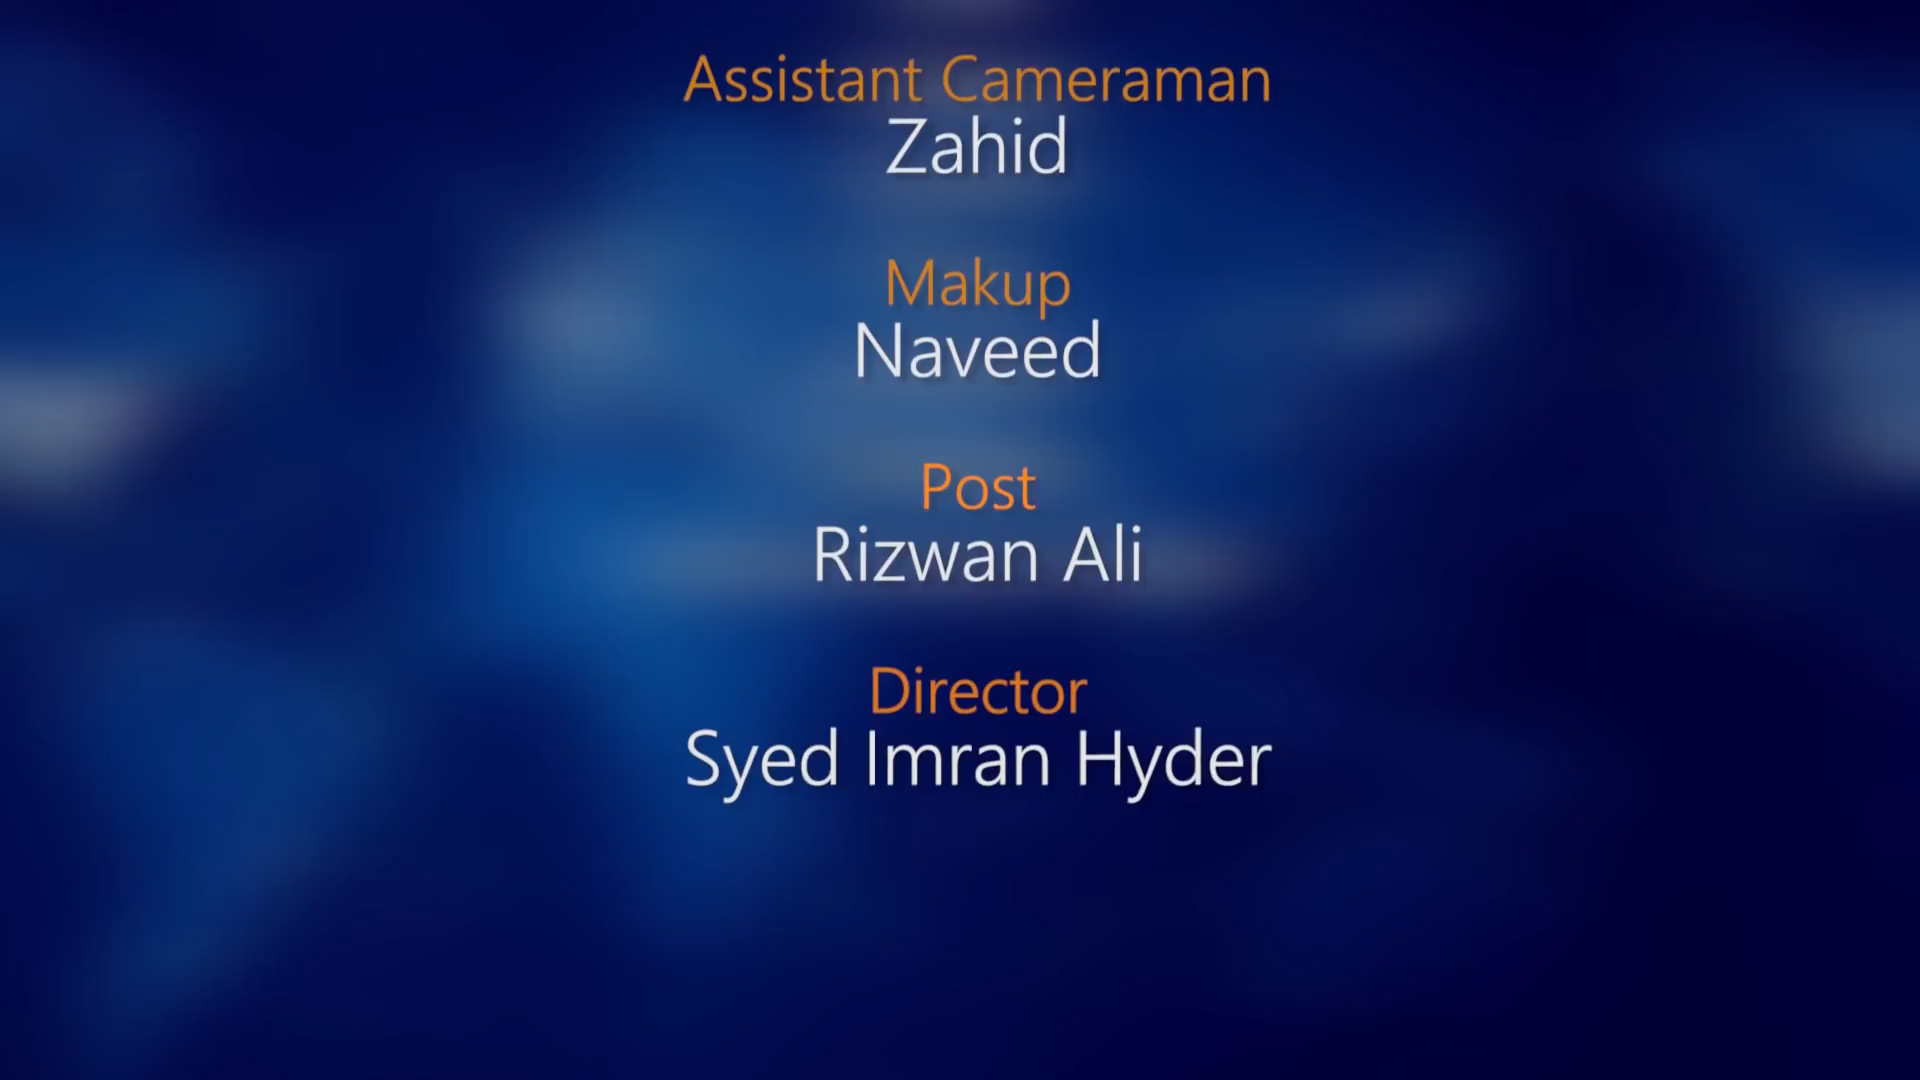 Assistant Cameraman
Zahid
Makup
Naveed
Post
Rizwan Ali
Director
Syed Imran Hyder